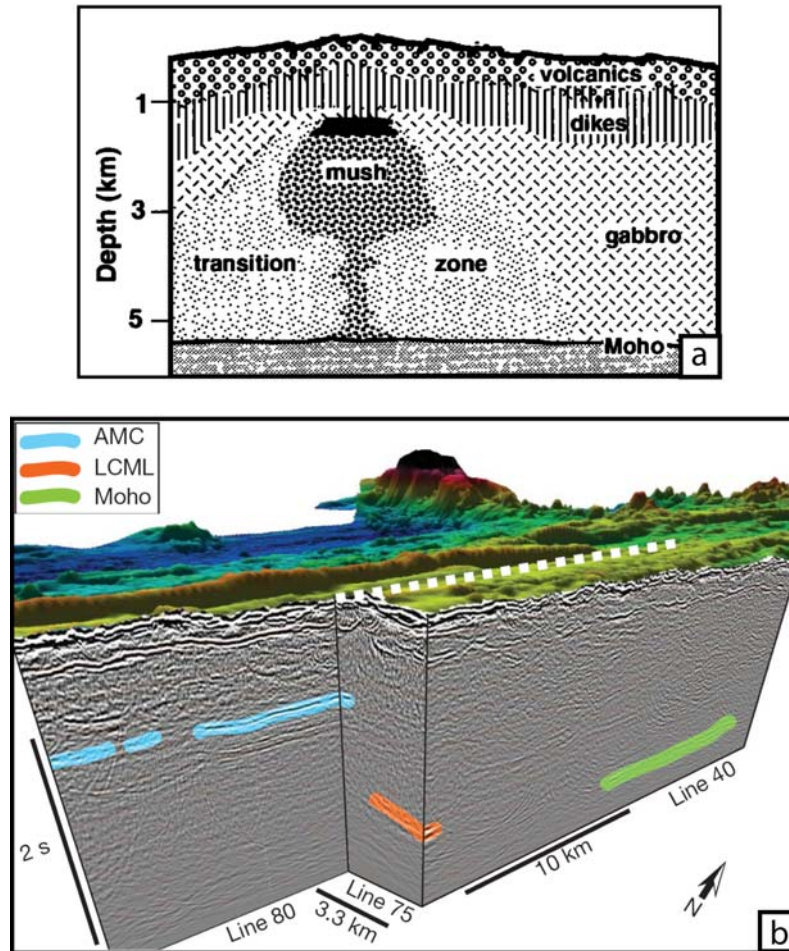 volcanics
1
dikes
Depth (km)
mush
3
gabbro
transition
zone
5
Moho
a
AMC
LCML
Moho
2 s
Line 80
3.3 km
Line 75
10 km
Line 40
N
b